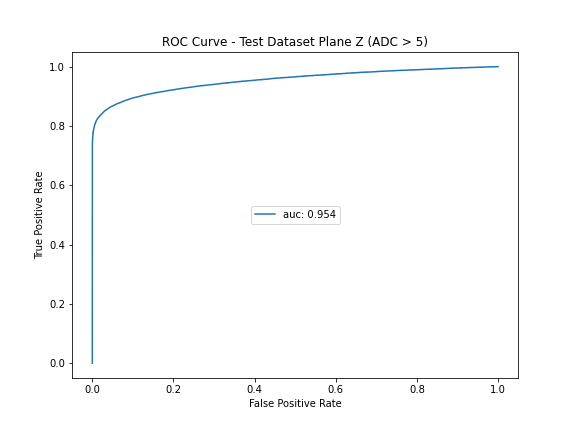 ROC Curve - Test Dataset Plane Z (ADC > 5)
True Positive Rate
1.0
0.8
0.6
0.4
0.2
0.0
auc: 0.954
0.0 0.2 0.4 0.6 0.8 1.0
False Positive Rate